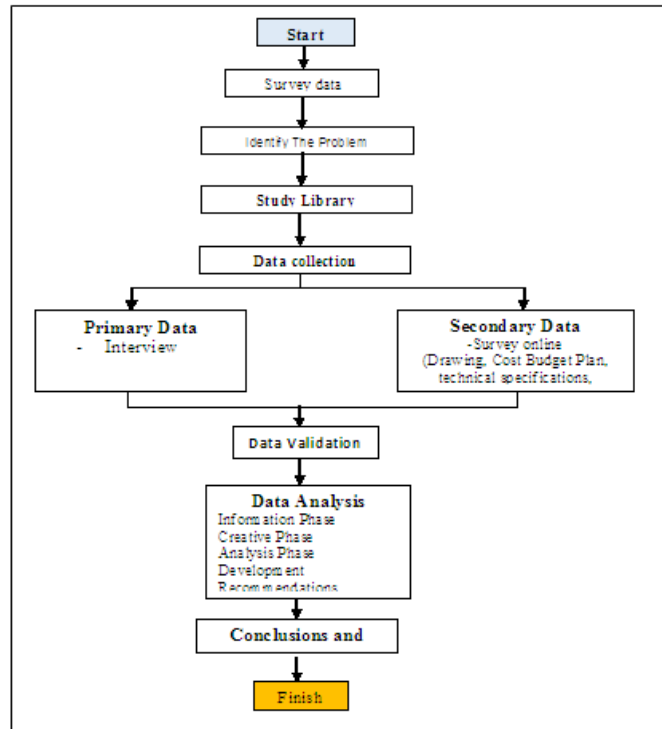 Start
Survey data
Identify The Problem
Study Library
Data collection
Primary Data
- Interview
Secondary Data
-Survey online
(Drawing, Cost Budget Plan,
technical specifications,
Data Validation
Data Analysis
Information Phase
Creative Phase
Analysis Phase
Development
Recommendations
Conclusions and
Finish